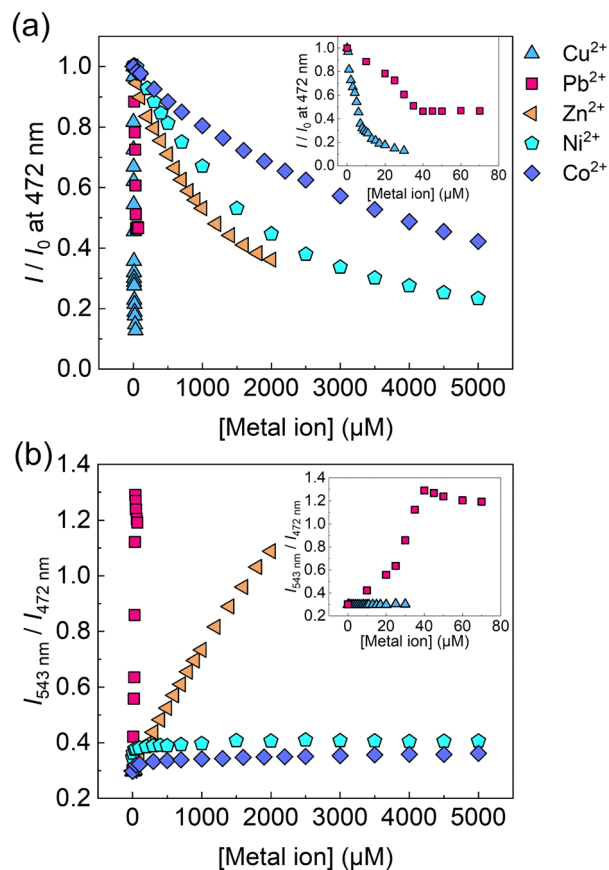 (a)
1.0
0.8
0.6
0.4
0.2
0.0
I / I0 at 472 nm
0 1000 2000 3000 4000 5000
[Metal ion] (μM)
1.0
0.8
0.6
0.4
0.2
0.0
I / I0 at 472 nm
0 20 40 60 80
[Metal ion] (μM)
Cu2+
Pb2+
Zn2+
Ni2+
Co2+
(b)
1.4
1.2
1.0
0.8
0.6
0.4
0.2
I543 nm / I472 nm
0 1000 2000 3000 4000 5000
[Metal ion] (μM)
1.4
1.2
1.0
0.8
0.6
0.4
0.2
I543 nm / I472 nm
0 20 40 60 80
[Metal ion] (μM)